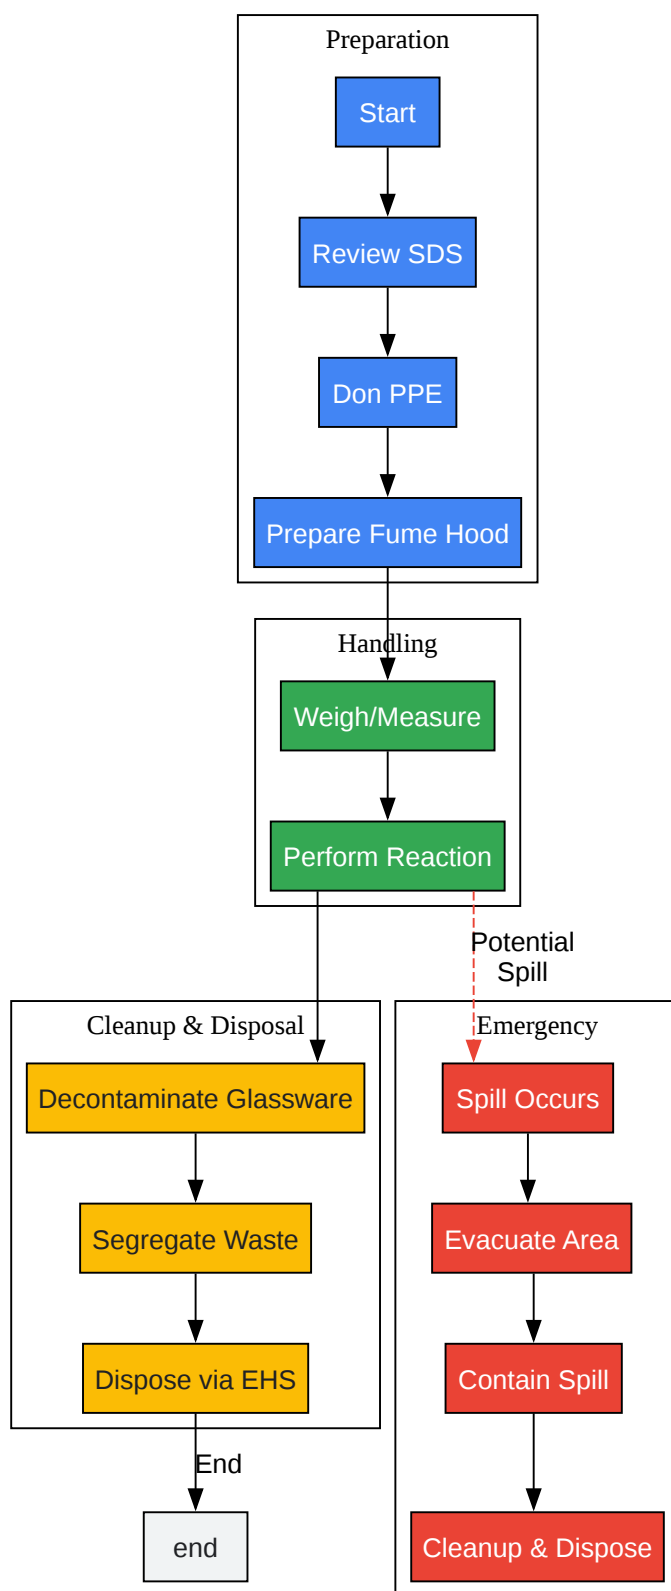 Preparation
Start
Review SDS
Don PPE
Prepare Fume Hood
Handling
Weigh/Measure
Perform Reaction
Potential
Spill
Cleanup & Disposal
Decontaminate Glassware
Segregate Waste
Dispose via EHS
End
end
Emergency
Spill Occurs
Evacuate Area
Contain Spill
Cleanup & Dispose